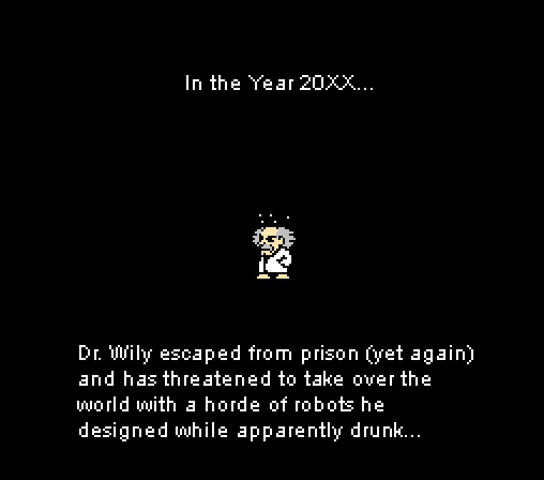 In the Year 20XX...
Dr. Wily escaped from prison (yet again)
and has threatened to take over the
world with a horde of robots he
designed while apparently drunk...